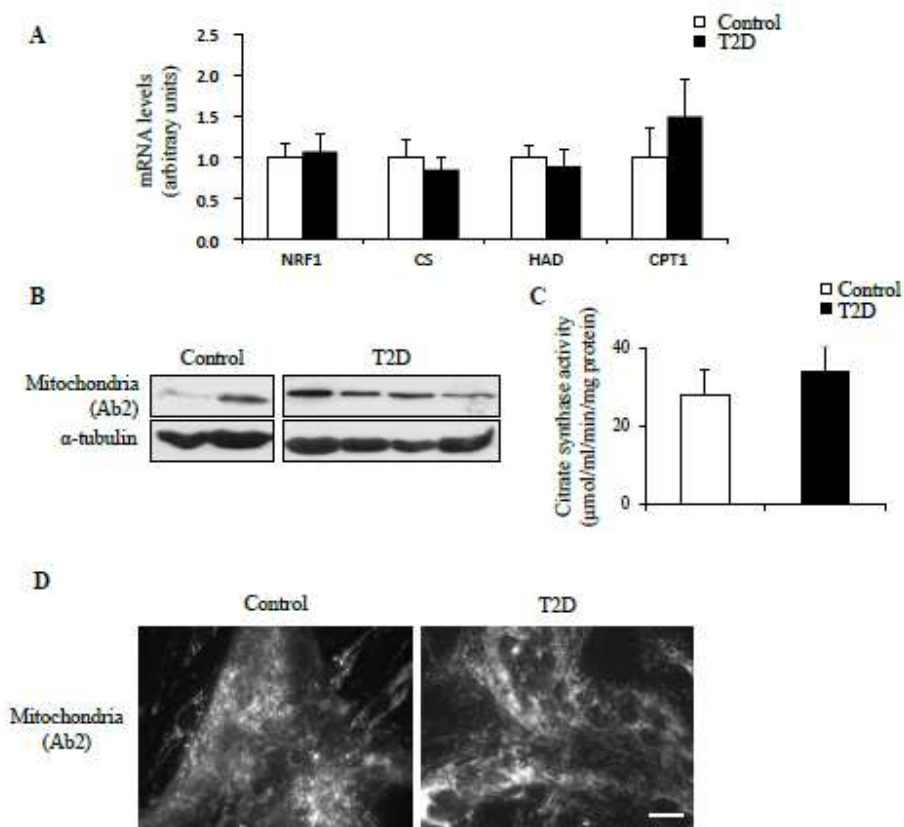 A
Control
T2D
mRNA levels
(arbitrary units)
2.5
2.0
1.5
1.0
0.5
0.0
NRF1 CS HAD CPT1
B
Control T2D
Mitochondria
(Ab2)
α-tubulin
C
Control
T2D
Citrate synthase activity
(µmol/ml/min/mg protein)
40
20
0
D
Control T2D
Mitochondria
(Ab2)